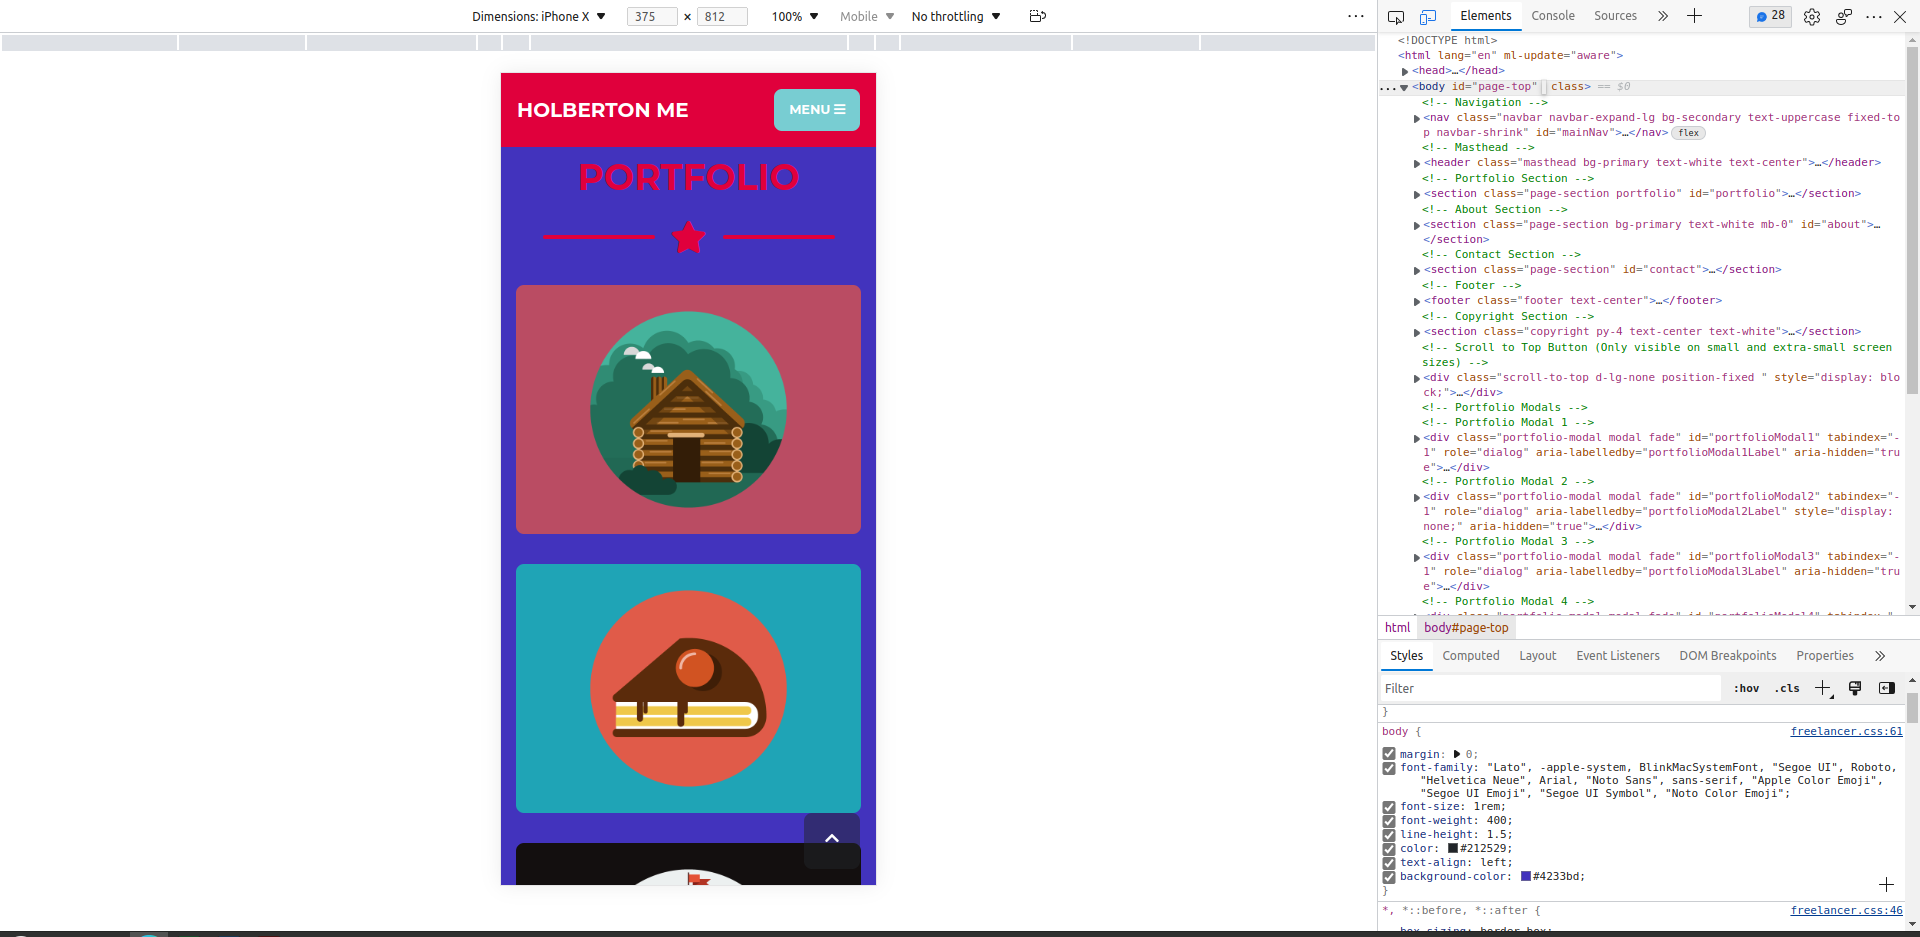 Dimensions: iPhone X ▼ 375 × 812 100% ▼ Mobile ▼ No throttling ▼
HOLBERTON ME
MENU
PORTFOLIO
Elements Console Sources 28
<!DOCTYPE html>
<html lang="en" ml-update="aware">
<head>…</head>
<body id="page-top" class> == $0
<!-- Navigation -->
<nav class="navbar navbar-expand-lg bg-secondary text-uppercase fixed-to
p navbar-shrink" id="mainNav">…</nav> flex
<!-- Masthead -->
<header class="masthead bg-primary text-white text-center">…</header>
<!-- Portfolio Section -->
<section class="page-section portfolio" id="portfolio">…</section>
<!-- About Section -->
<section class="page-section bg-primary text-white mb-0" id="about">…
</section>
<!-- Contact Section -->
<section class="page-section" id="contact">…</section>
<!-- Footer -->
<footer class="footer text-center">…</footer>
<!-- Copyright Section -->
<section class="copyright py-4 text-center text-white">…</section>
<!-- Scroll to Top Button (Only visible on small and extra-small screen
sizes) -->
<div class="scroll-to-top d-lg-none position-fixed " style="display: blo
ck;">…</div>
<!-- Portfolio Modals -->
<!-- Portfolio Modal 1 -->
<div class="portfolio-modal modal fade" id="portfolioModal1" tabindex="-
1" role="dialog" aria-labelledby="portfolioModal1Label" aria-hidden="tru
e">…</div>
<!-- Portfolio Modal 2 -->
<div class="portfolio-modal modal fade" id="portfolioModal2" tabindex="-
1" role="dialog" aria-labelledby="portfolioModal2Label" style="display:
none;" aria-hidden="true">…</div>
<!-- Portfolio Modal 3 -->
<div class="portfolio-modal modal fade" id="portfolioModal3" tabindex="-
1" role="dialog" aria-labelledby="portfolioModal3Label" aria-hidden="tru
e">…</div>
<!-- Portfolio Modal 4 -->
html body#page-top
Styles Computed Layout Event Listeners DOM Breakpoints Properties
Filter :hov .cls
}
body { freelancer.css:61
margin: 0;
font-family: "Lato", -apple-system, BlinkMacSystemFont, "Segoe UI", Roboto,
"Helvetica Neue", Arial, "Noto Sans", sans-serif, "Apple Color Emoji",
"Segoe UI Emoji", "Segoe UI Symbol", "Noto Color Emoji";
font-size: 1rem;
font-weight: 400;
line-height: 1.5;
color: #212529;
text-align: left;
background-color: #4233bd;
}
*, *::before, *::after { freelancer.css:46